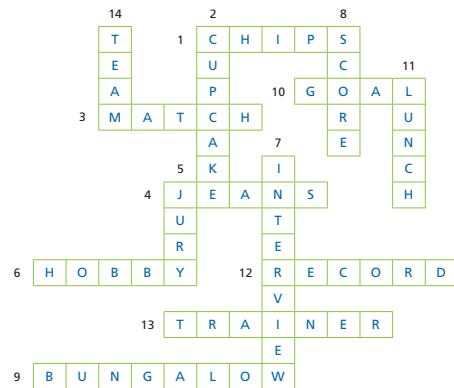 14 2 8
T 1 C H I P S
E U C 11
A P 10 G O A L
3 M A T C H R U
A 7 E N
5 K I C
4 J E A N S H
U T
R E
6 H O B B Y 12 R E C O R D
V
13 T R A I N E R
E
9 B U N G A L O W